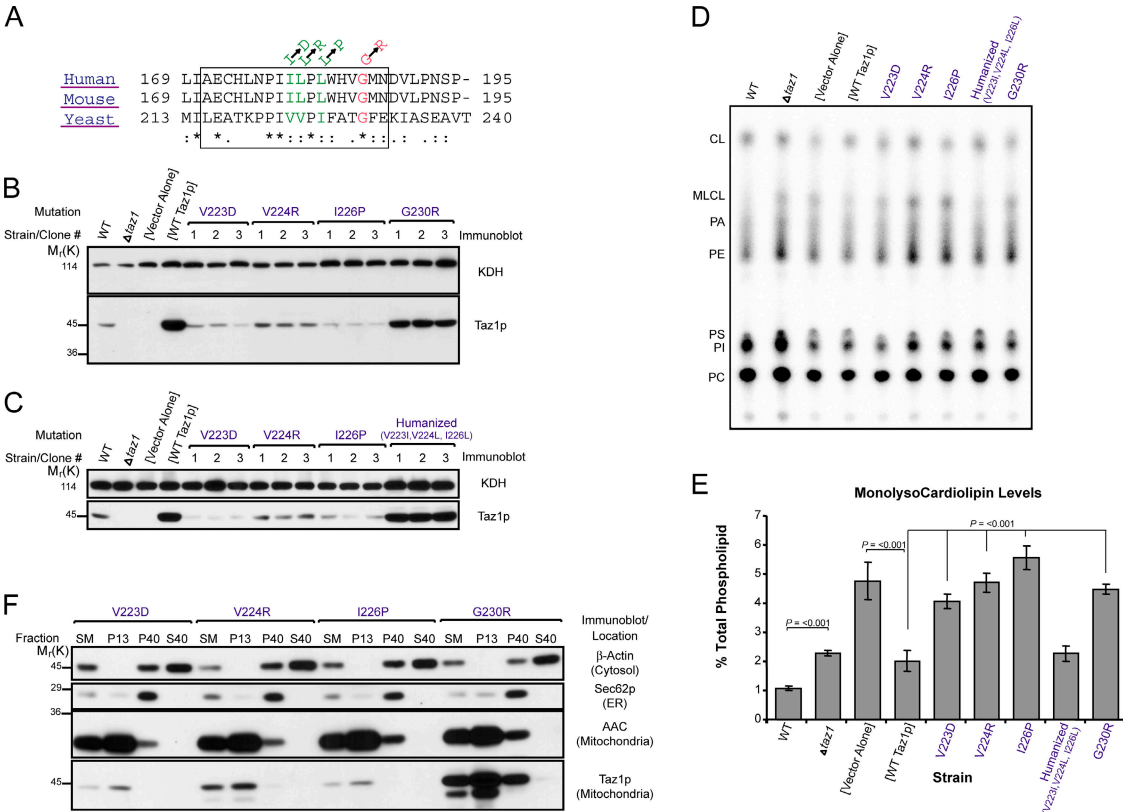 A
I D L R L P G R
Human 169 LIAECHLNPIILPLWHVGMNDVLPNSP- 195
Mouse 169 LIAECHLNPIILPLWHVGMNDVLPNSP- 195
Yeast 213 MILEATKPPIVVPIFATGFEKIASEAVT 240
:* *. **::*: . * : . . ::
B
Mutation V223D V224R I226P G230R
Strain/Clone # WT Δtaz1 [Vector Alone] [WT Taz1p] 1 2 3 1 2 3 1 2 3 1 2 3 Immunoblot
Mr(K)
114 KDH
45 Taz1p
36
C
Mutation V223D V224R I226P Humanized
(V223I,V224L, I226L)
Strain/Clone # WT Δtaz1 [Vector Alone] [WT Taz1p] 1 2 3 1 2 3 1 2 3 1 2 3 Immunoblot
Mr(K)
114 KDH
45 Taz1p
D
WT Δtaz1 [Vector Alone] [WT Taz1p] V223D V224R I226P Humanized (V223I,V224L, I226L) G230R
CL
MLCL
PA
PE
PS
PI
PC
E
MonolysoCardiolipin Levels
% Total Phospholipid
7
6
5
4
3
2
1
0
P = <0.001
P = <0.001
P = <0.001
WT Δtaz1 [Vector Alone] [WT Taz1p] V223D V224R I226P Humanized (V223I,V224L, I226L) G230R
Strain
F
V223D V224R I226P G230R Immunoblot/
Location
Fraction SM P13 P40 S40 SM P13 P40 S40 SM P13 P40 S40 SM P13 P40 S40
Mr(K)
45 β-Actin
(Cytosol)
29 Sec62p
(ER)
36
AAC
(Mitochondria)
45 Taz1p
(Mitochondria)